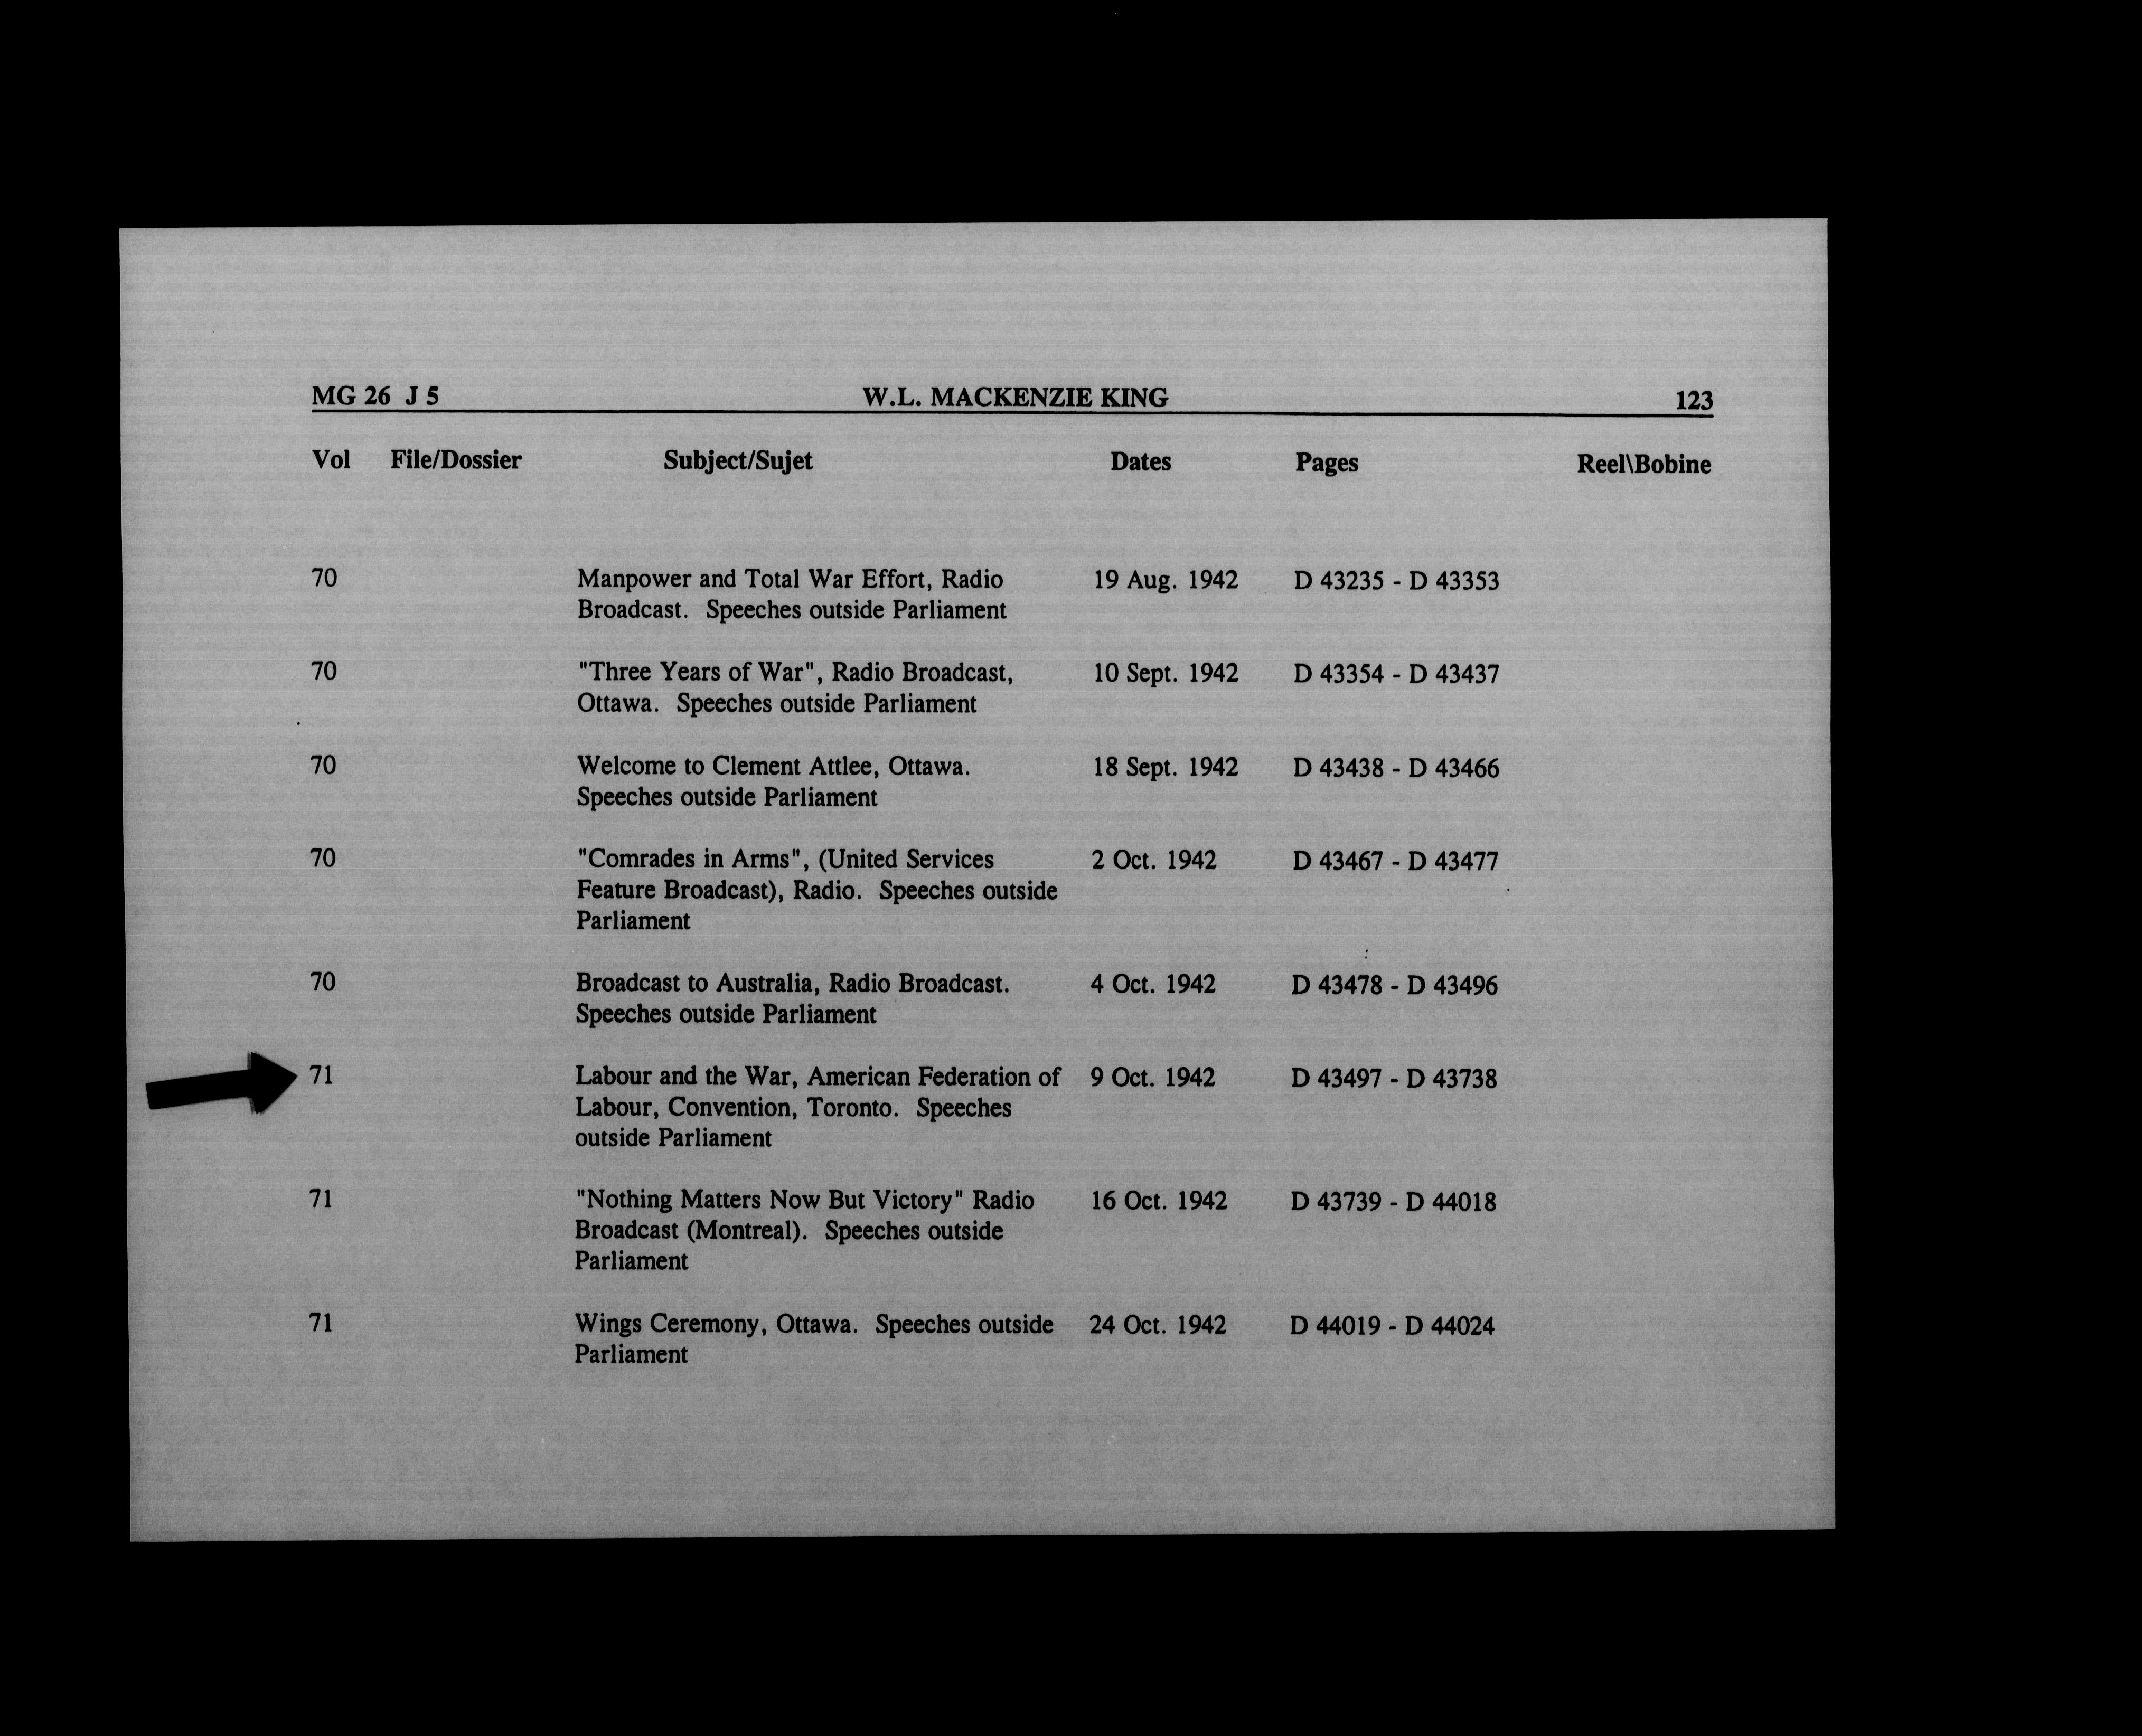 MG 26 J 5 W.L. MACKENZIE KING 123
Vol File/Dossier Subject/Sujet Dates Pages Reel\Bobine
70 Manpower and Total War Effort, Radio 19 Aug. 1942 D 43235 - D 43353
Broadcast. Speeches outside Parliament
70 "Three Years of War", Radio Broadcast, 10 Sept. 1942 D 43354 - D 43437
Ottawa. Speeches outside Parliament
70 Welcome to Clement Attlee, Ottawa. 18 Sept. 1942 D 43438 - D 43466
Speeches outside Parliament
70 "Comrades in Arms", (United Services 2 Oct. 1942 D 43467 - D 43477
Feature Broadcast), Radio. Speeches outside
Parliament
70 Broadcast to Australia, Radio Broadcast. 4 Oct. 1942 D 43478 - D 43496
Speeches outside Parliament
71 Labour and the War, American Federation of 9 Oct. 1942 D 43497 - D 43738
Labour, Convention, Toronto. Speeches
outside Parliament
71 "Nothing Matters Now But Victory" Radio 16 Oct. 1942 D 43739 - D 44018
Broadcast (Montreal). Speeches outside
Parliament
71 Wings Ceremony, Ottawa. Speeches outside 24 Oct. 1942 D 44019 - D 44024
Parliament